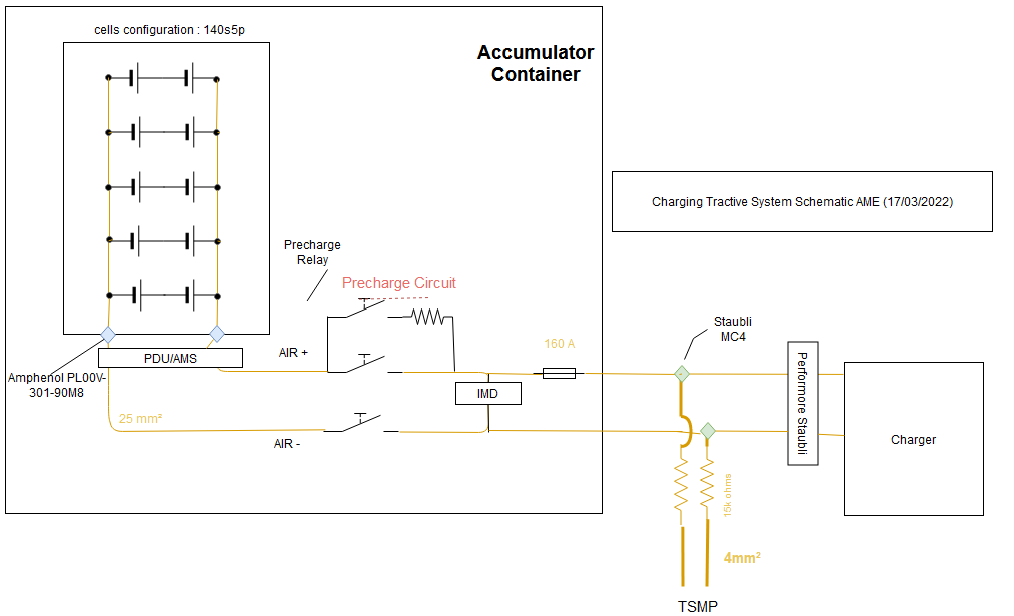 cells configuration : 140s5p
Accumulator
Container
Charging Tractive System Schematic AME (17/03/2022)
Precharge
Relay
Precharge Circuit
Staubli
MC4
160 A
AIR +
PDU/AMS
Amphenol PL00V-
301-90M8
IMD
25 mm²
AIR -
Performore Staubli
Charger
15k ohms
4mm²
TSMP